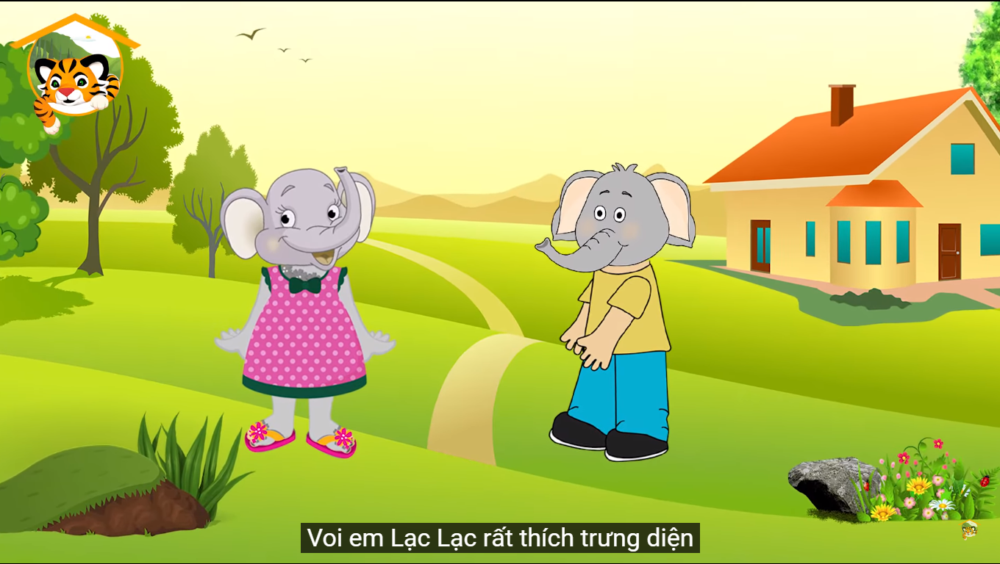 Voi em Lạc Lạc rất thích trưng diện